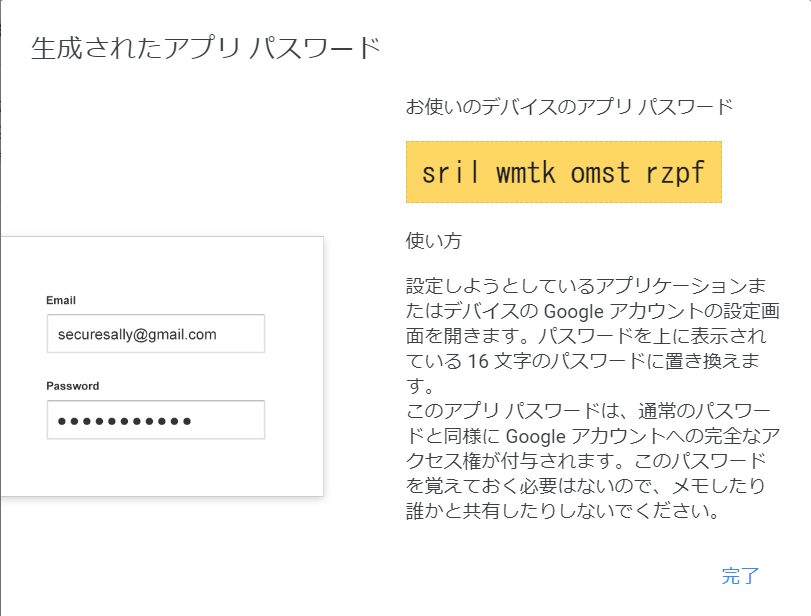 生成されたアプリ パスワード
お使いのデバイスのアプリ パスワード
sril wmtk omst rzpf
使い方
設定しようとしているアプリケーションま
たはデバイスの Google アカウントの設定画
面を開きます。パスワードを上に表示され
ている 16 文字のパスワードに置き換えま
す。
このアプリ パスワードは、通常のパスワー
ドと同様に Google アカウントへの完全なア
クセス権が付与されます。このパスワード
を覚えておく必要はないので、メモしたり
誰かと共有したりしないでください。
Email
securesally@gmail.com
Password
●●●●●●●●●●●
完了